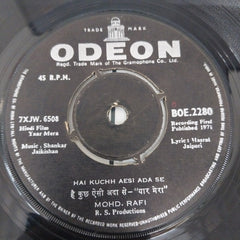 TRADE MARK
ODEON
Regd. Trade Mark of The Gramophone Co. Ltd.
45 R.P.M.
7XJW. 6508
Hindi Film
Yaar Mera
Music : Shankar
Jaikishan
BOE.2280
Recording First
Published 1971
Lyric : Hasrat
Jaipuri
HAI KUCHH AESI ADA SE
है कुछ ऐसी अदा से–"यार मेरा"
MOHD. RAFI
R. S. Productions